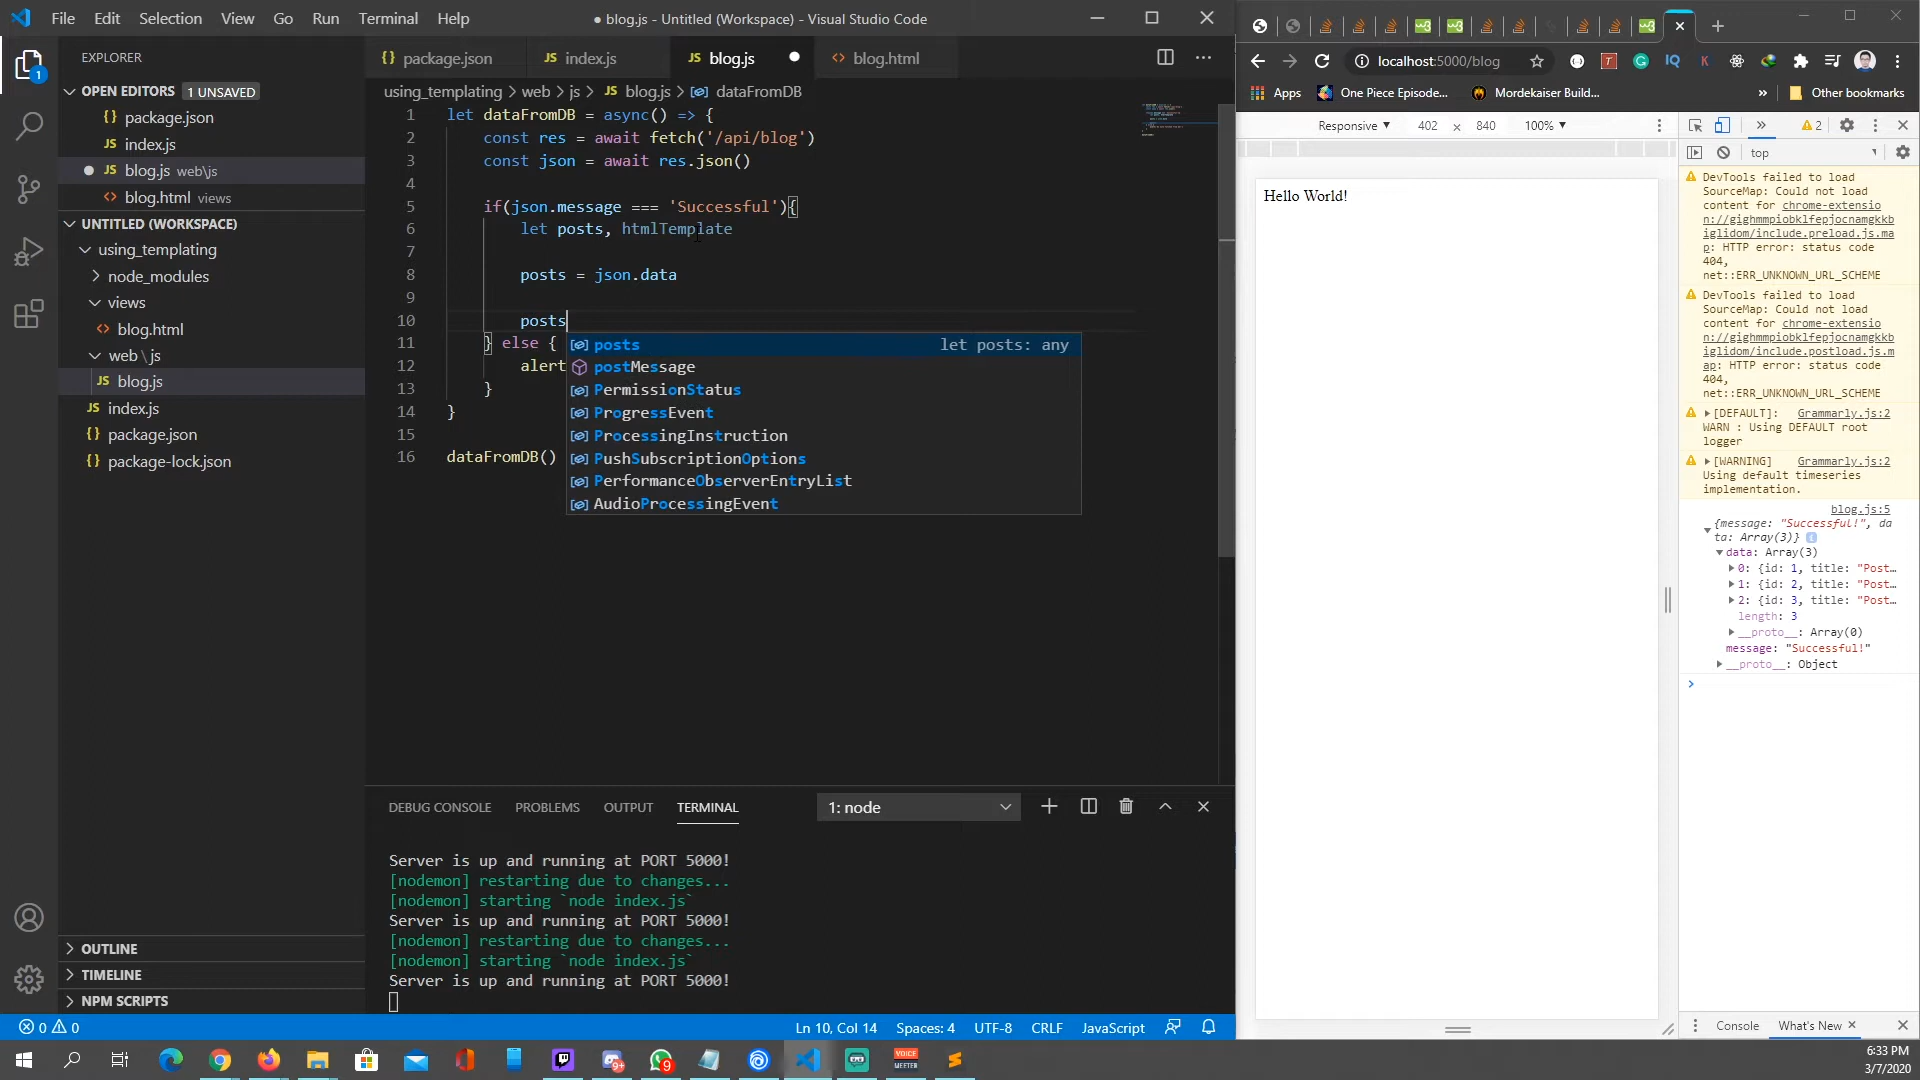 File Edit Selection View Go Run Terminal Help
● blog.js - Untitled (Workspace) - Visual Studio Code
EXPLORER
OPEN EDITORS 1 UNSAVED
package.json
index.js
blog.js web\js
blog.html views
UNTITLED (WORKSPACE)
using_templating
node_modules
views
blog.html
web\js
blog.js
index.js
package.json
package-lock.json
OUTLINE
TIMELINE
NPM SCRIPTS
package.json index.js blog.js blog.html
using_templating > web > js > JS blog.js > dataFromDB
1 let dataFromDB = async() => {
2 const res = await fetch('/api/blog')
3 const json = await res.json()
4
5 if(json.message === 'Successful'){
6 let posts, htmlTemplate
7
8 posts = json.data
9
10 posts
11 } else {
12 alert
13 }
14 }
15
16 dataFromDB()
posts let posts: any
postMessage
PermissionStatus
ProgressEvent
ProcessingInstruction
PushSubscriptionOptions
PerformanceObserverEntryList
AudioProcessingEvent
DEBUG CONSOLE PROBLEMS OUTPUT TERMINAL 1: node
Server is up and running at PORT 5000!
[nodemon] restarting due to changes...
[nodemon] starting `node index.js`
Server is up and running at PORT 5000!
[nodemon] restarting due to changes...
[nodemon] starting `node index.js`
Server is up and running at PORT 5000!
0 0 Ln 10, Col 14 Spaces: 4 UTF-8 CRLF JavaScript
localhost:5000/blog
Apps One Piece Episode... Mordekaiser Build... » Other bookmarks
Responsive 402 × 840 100%
Hello World!
2
top
DevTools failed to
load SourceMap: Could not load
content for chrome-extensio
n://gighmmpiobklfepjocnamgkkb
iglidom/include.preload.js.ma
p: HTTP error: status code
404,
net::ERR_UNKNOWN_URL_SCHEME
DevTools failed to load
SourceMap: Could not load
content for chrome-extensio
n://gighmmpiobklfepjocnamgkkb
iglidom/include.postload.js.m
ap: HTTP error: status code
404,
net::ERR_UNKNOWN_URL_SCHEME
[DEFAULT]: Grammarly.js:2
WARN : Using DEFAULT root
logger
[WARNING] Grammarly.js:2
Using default timeseries
implementation.
blog.js:5
{message: "Successful!", da
ta: Array(3)}
data: Array(3)
0: {id: 1, title: "Post…
1: {id: 2, title: "Post…
2: {id: 3, title: "Post…
length: 3
__proto__: Array(0)
message: "Successful!"
__proto__: Object
Console What's New
6:33 PM
3/7/2020